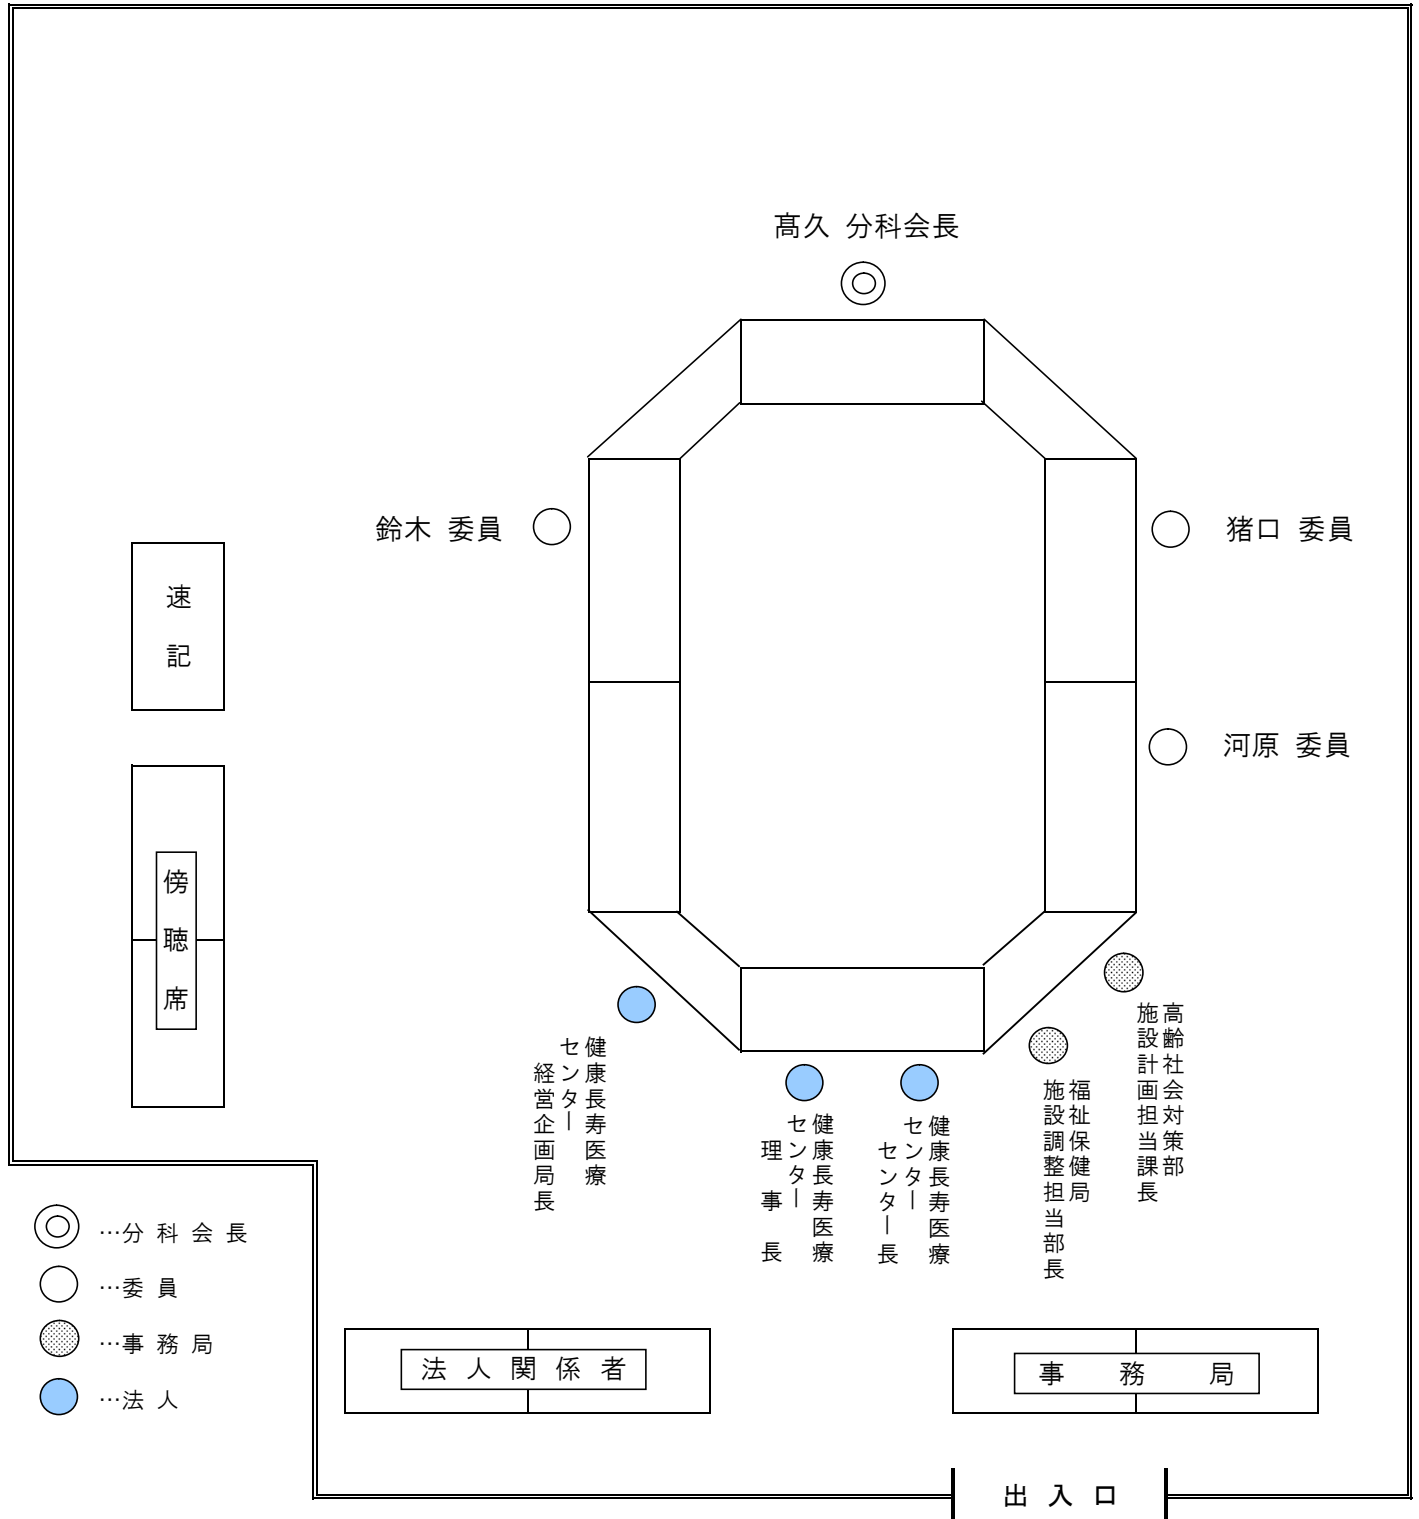 髙久 分科会長
鈴木 委員
猪口 委員
速記
河原 委員
傍聴席
高齢社会対策部
施設計画担当課長
福祉保健局
施設調整担当部長
健康長寿医療
センター
センター長
健康長寿医療
センター
理事長
健康長寿医療
センター
経営企画局長
…分科会長
…委員
…事務局
…法人
法人関係者
事務局
出入口